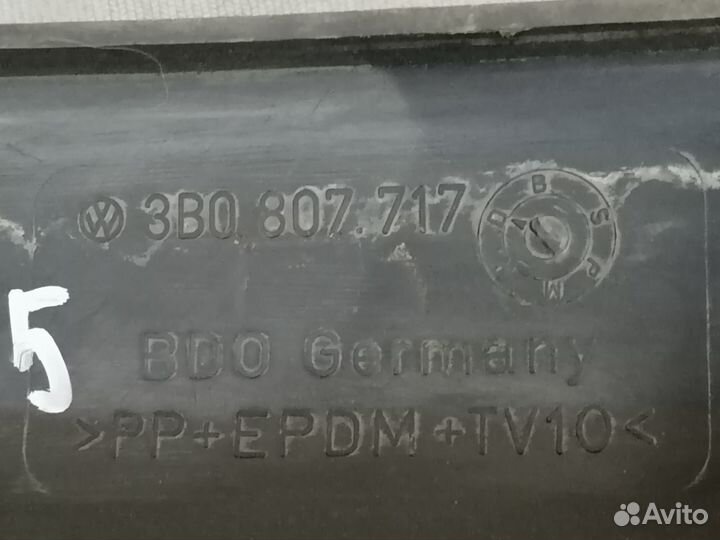 3B0.807.717
D B S P M I
5
BDO Germany
>PP+EPDM+TV10<
Avito